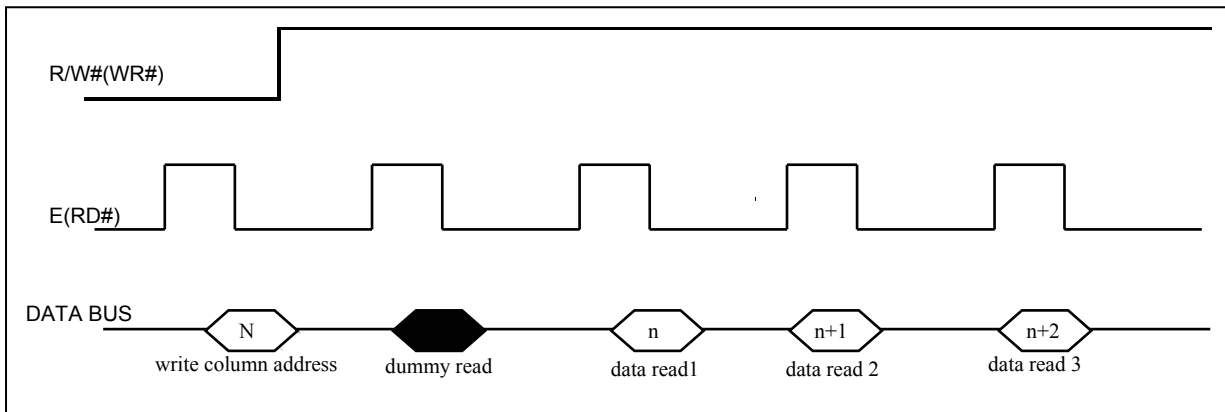 R/W#(WR#)
E(RD#)
DATA BUS
N
n
n+1
n+2
write column address
dummy read
data read1
data read 2
data read 3